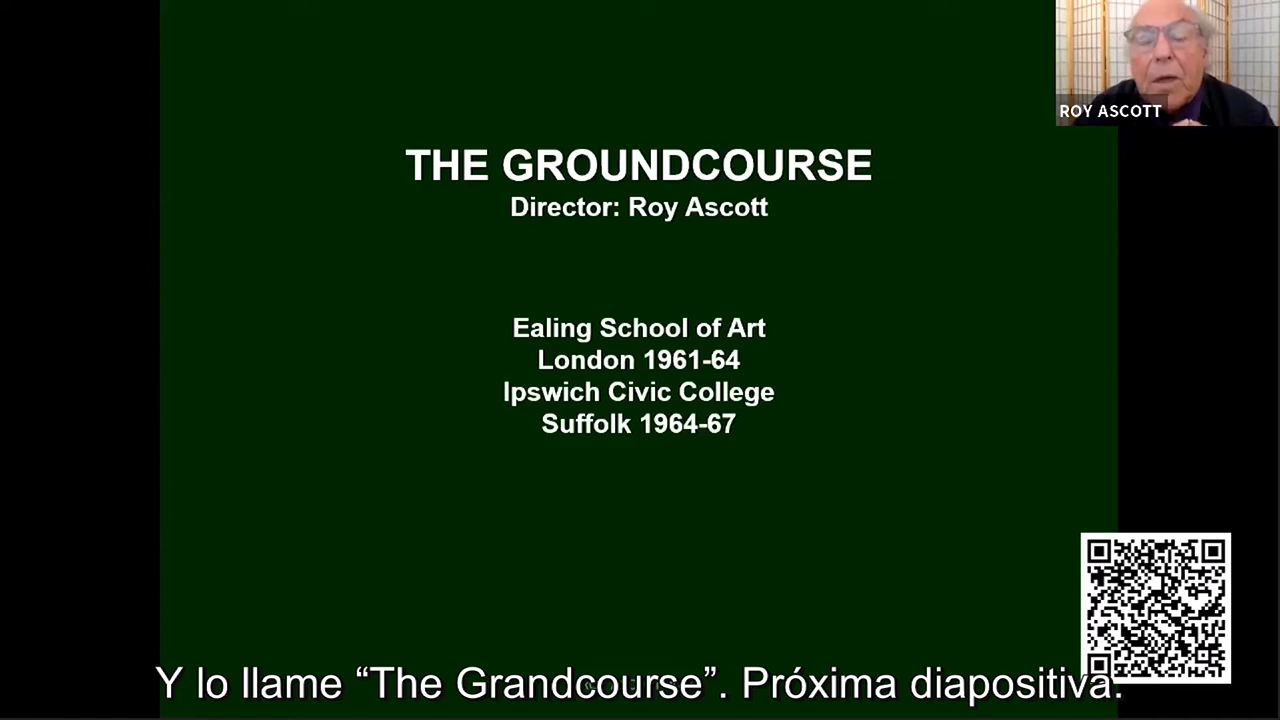 ROY ASCOTT
THE GROUNDCOURSE
Director: Roy Ascott
Ealing School of Art
London 1961-64
Ipswich Civic College
Suffolk 1964-67
Y lo llame “The Grandcourse”. Próxima diapositiva.